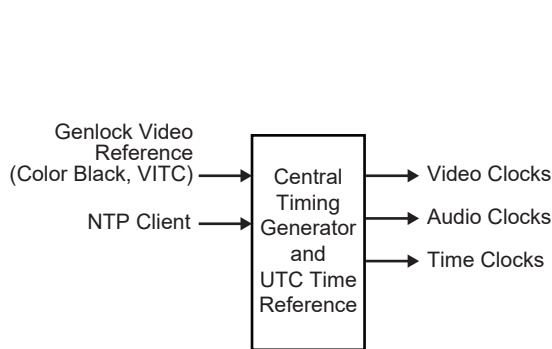 Genlock Video
Reference
(Color Black, VITC)
NTP Client
Central
Timing
Generator
and
UTC Time
Reference
Video Clocks
Audio Clocks
Time Clocks